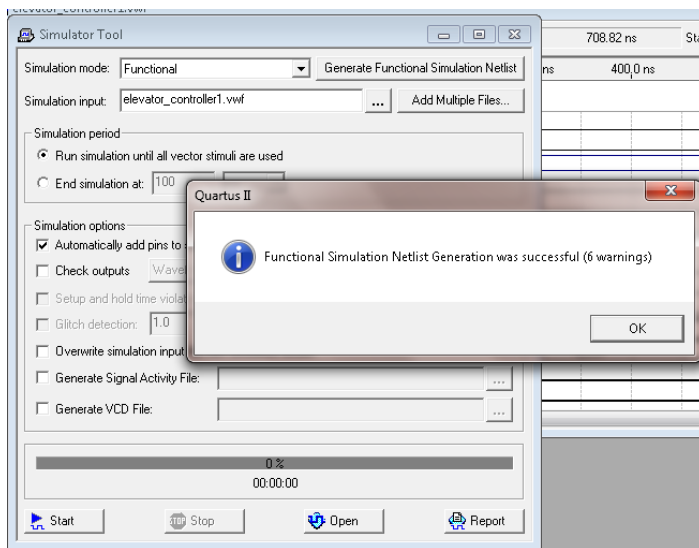 elevator_controller1.vwf
Simulator Tool
708.82 ns
Simulation mode: Functional Generate Functional Simulation Netlist
ns 400,0 ns
Simulation input: elevator_controller1.vwf ... Add Multiple Files...
Simulation period
Run simulation until all vector stimuli are used
End simulation at: 100
Quartus II
Simulation options
Automatically add pins to
Functional Simulation Netlist Generation was successful (6 warnings)
Check outputs
Setup and hold time
Glitch detection: 1.0
OK
Overwrite simulation input
Generate Signal Activity File: ...
Generate VCD File: ...
0 %
00:00:00
Start STOP Stop Open Report